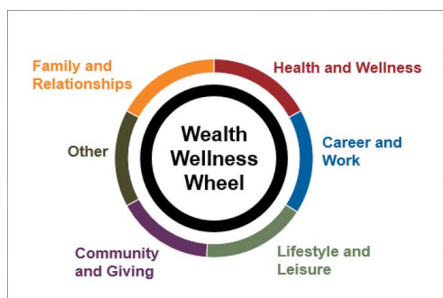 Family and
Relationships
Health and Wellness
Wealth
Wellness
Wheel
Other
Career and
Work
Community
and Giving
Lifestyle and
Leisure